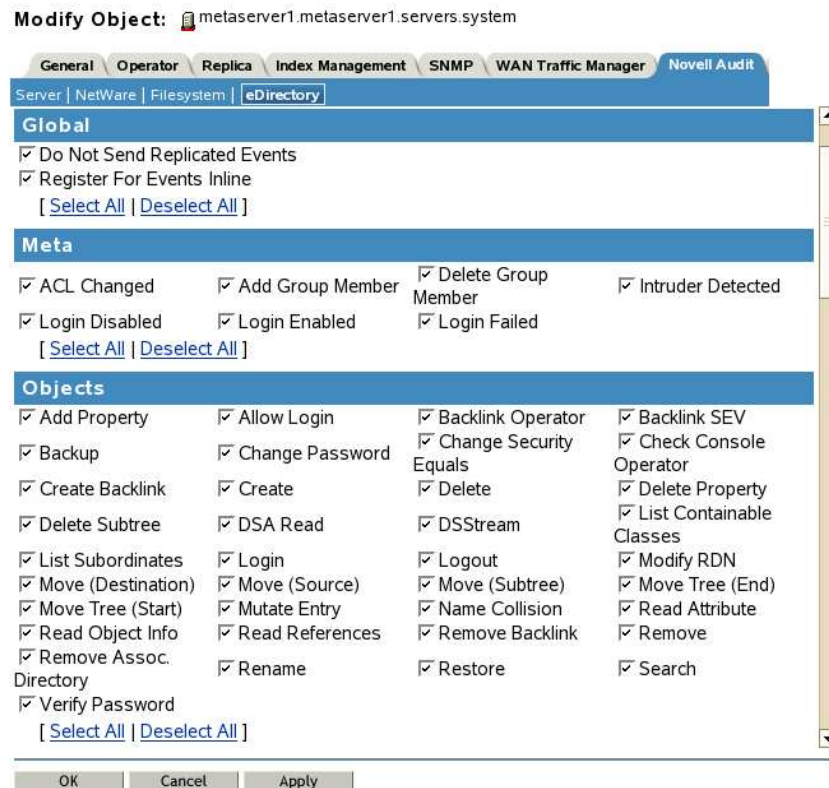 Modify Object: metaserver1.metaserver1.servers.system
General Operator Replica Index Management SNMP WAN Traffic Manager Novell Audit
Server | NetWare | Filesystem | eDirectory
Global
Do Not Send Replicated Events
Register For Events Inline
[ Select All | Deselect All ]
Meta
ACL Changed Add Group Member Delete Group Member Intruder Detected
Login Disabled Login Enabled Login Failed
[ Select All | Deselect All ]
Objects
Add Property Allow Login Backlink Operator Backlink SEV
Backup Change Password Change Security Equals Check Console Operator
Create Backlink Create Delete Delete Property
Delete Subtree DSA Read DSStream List Containable Classes
List Subordinates Login Logout Modify RDN
Move (Destination) Move (Source) Move (Subtree) Move Tree (End)
Move Tree (Start) Mutate Entry Name Collision Read Attribute
Read Object Info Read References Remove Backlink Remove
Remove Assoc. Directory Rename Restore Search
Verify Password
[ Select All | Deselect All ]
OK Cancel Apply